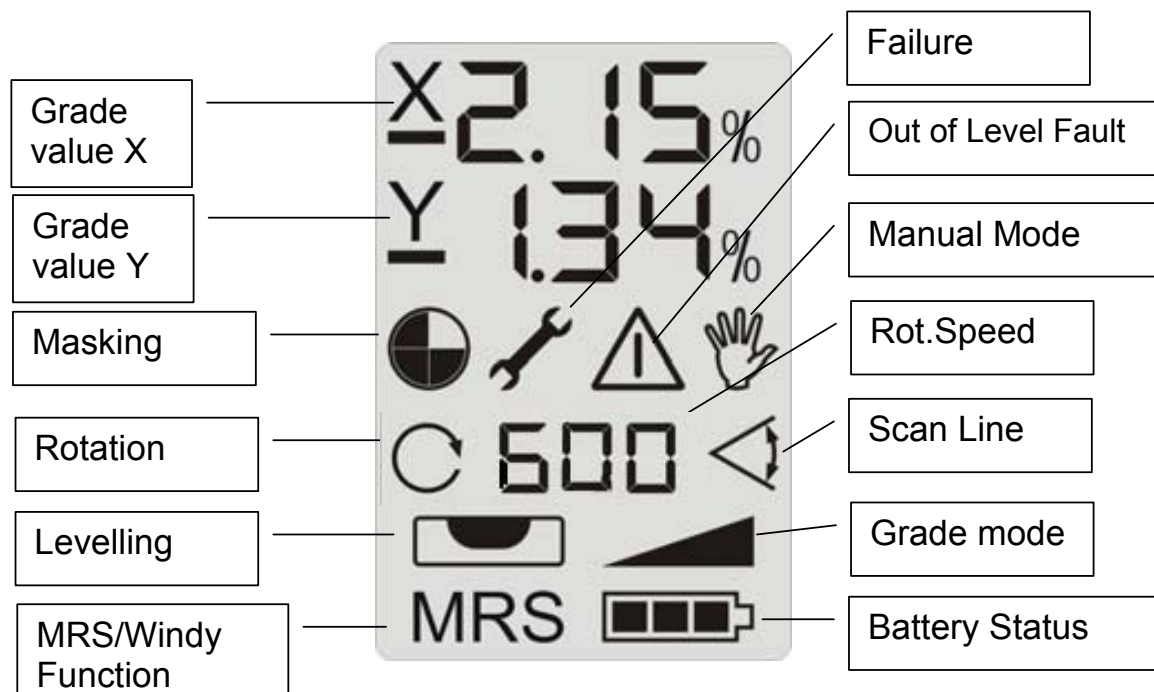 Grade
value X
Grade
value Y
Masking
Rotation
Levelling
MRS/Windy
Function
X 2.15 %
Y 1.34 %
600
MRS
Failure
Out of Level Fault
Manual Mode
Rot.Speed
Scan Line
Grade mode
Battery Status